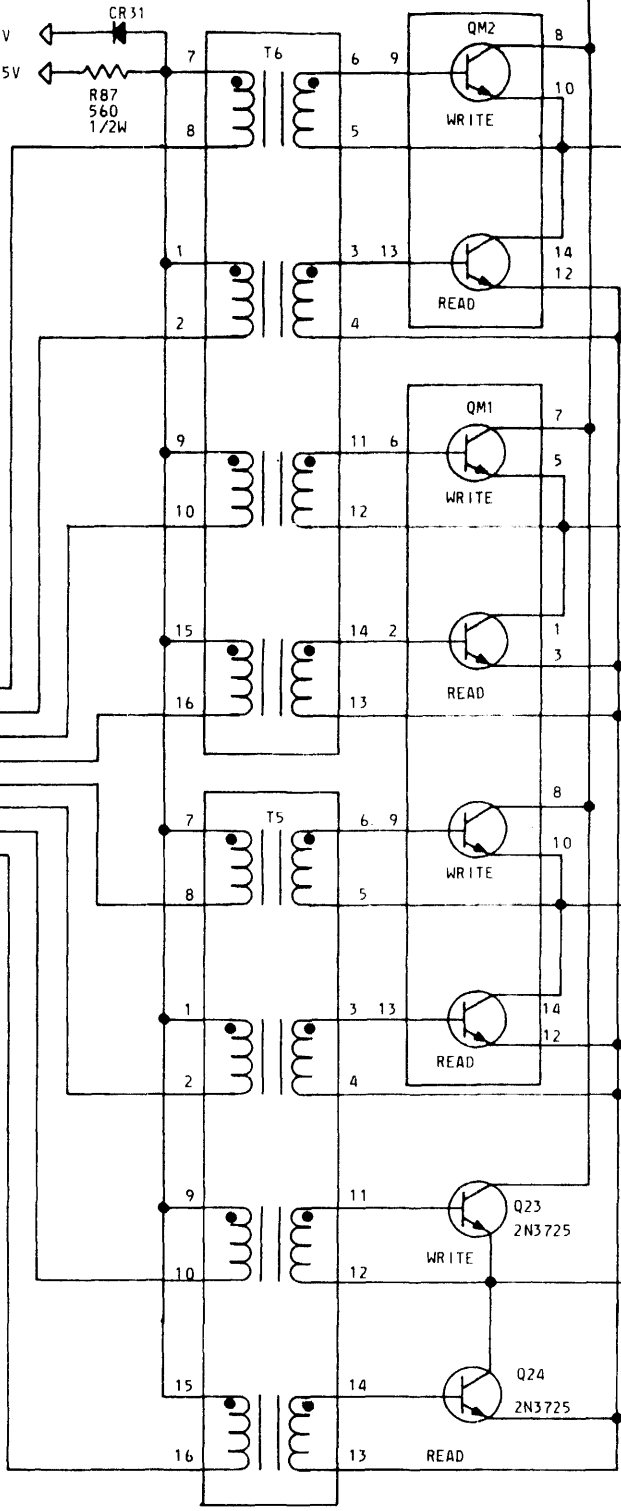 CR31
V
5V
R87
560
1/2W
7
T6
6 9
QM2
8
10
WRITE
8
5
1
3 13
14
12
READ
2
4
QM1
7
9
11 6
5
WRITE
10
12
15
14 2
1
3
READ
16
13
8
7
T5
6. 9
10
WRITE
8
5
1
3 13
14
12
READ
2
4
9
11
Q23
2N3725
WRITE
10
12
Q24
15
14
2N3725
READ
16
13